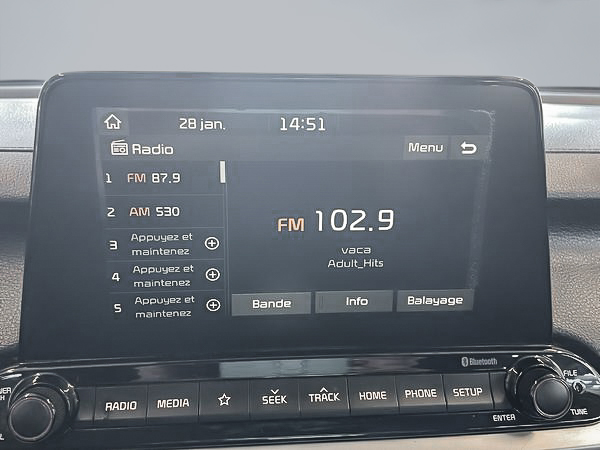 28 jan. 14:51
Radio Menu
1 FM 87.9
2 AM 530
3 Appuyez et
maintenez
4 Appuyez et
maintenez
5 Appuyez et
maintenez
FM 102.9
vaca
Adult_Hits
Bande Info Balayage
Bluetooth
RADIO MEDIA SEEK TRACK HOME PHONE SETUP
FILE
ENTER TUNE